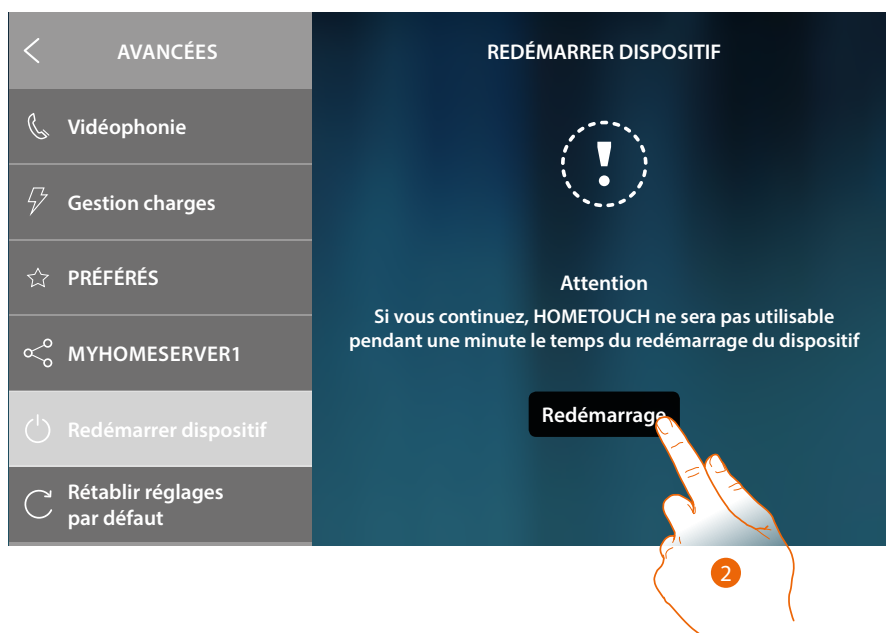 AVANCÉES
Vidéophonie
Gestion charges
PRÉFÉRÉS
MYHOMESERVER1
Redémarrer dispositif
Rétablir réglages
par défaut
REDÉMARRER DISPOSITIF
!
Attention
Si vous continuez, HOMETOUCH ne sera pas utilisable
pendant une minute le temps du redémarrage du dispositif
Redémarrage
2